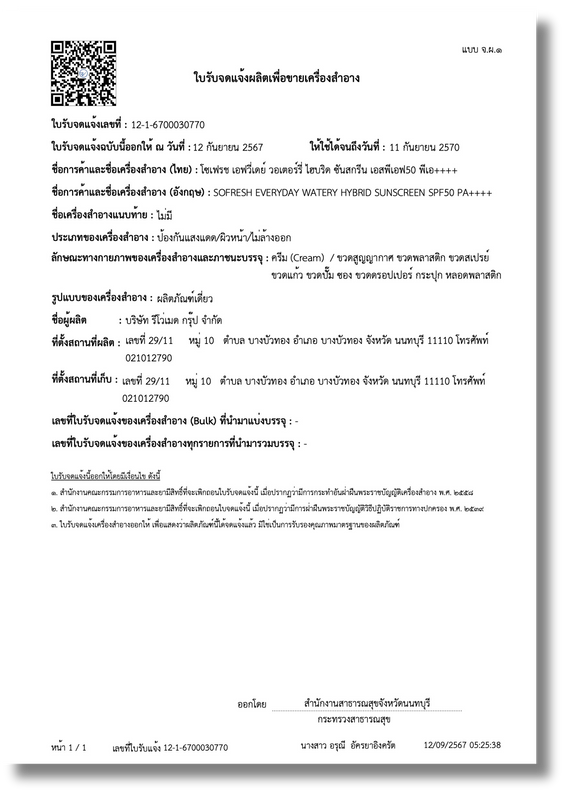 แบบ จ.ผ.๑
ใบรับจดแจ้งผลิตเพื่อขายเครื่องสำอาง
ใบรับจดแจ้งเลขที่ : 12-1-6700030770
ใบรับจดแจ้งฉบับนี้ออกให้ ณ วันที่ : 12 กันยายน 2567 ให้ใช้ได้จนถึงวันที่ : 11 กันยายน 2570
ชื่อการค้าและชื่อเครื่องสำอาง (ไทย) : โซเฟรช เอฟวี่เดย์ วอเตอร์รี่ ไฮบริด ซันสกรีน เอสพีเอฟ50 พีเอ++++
ชื่อการค้าและชื่อเครื่องสำอาง (อังกฤษ) : SOFRESH EVERYDAY WATERY HYBRID SUNSCREEN SPF50 PA++++
ชื่อเครื่องสำอางแนบท้าย : ไม่มี
ประเภทของเครื่องสำอาง : ป้องกันแสงแดด/ผิวหน้า/ไม่ล้างออก
ลักษณะทางกายภาพของเครื่องสำอางและภาชนะบรรจุ : ครีม (Cream) / ขวดสูญญากาศ ขวดพลาสติก ขวดสเปรย์
ขวดแก้ว ขวดปั๊ม ซอง ขวดดรอปเปอร์ กระปุก หลอดพลาสติก
รูปแบบของเครื่องสำอาง : ผลิตภัณฑ์เดี่ยว
ชื่อผู้ผลิต : บริษัท รีไวเมด กรุ๊ป จำกัด
ที่ตั้งสถานที่ผลิต : เลขที่ 29/11 หมู่ 10 ตำบล บางบัวทอง อำเภอ บางบัวทอง จังหวัด นนทบุรี 11110 โทรศัพท์
021012790
ที่ตั้งสถานที่เก็บ : เลขที่ 29/11 หมู่ 10 ตำบล บางบัวทอง อำเภอ บางบัวทอง จังหวัด นนทบุรี 11110 โทรศัพท์
021012790
เลขที่ใบรับจดแจ้งของเครื่องสำอาง (Bulk) ที่นำมาแบ่งบรรจุ : -
เลขที่ใบรับจดแจ้งของเครื่องสำอางทุกรายการที่นำมารวมบรรจุ : -
ใบรับจดแจ้งนี้ออกให้โดยมีเงื่อนไข ดังนี้
๑. สำนักงานคณะกรรมการอาหารและยามีสิทธิ์ที่จะเพิกถอนใบรับจดแจ้งนี้ เมื่อปรากฏว่ามีการกระทำอันฝ่าฝืนพระราชบัญญัติเครื่องสำอาง พ.ศ. ๒๕๕๘
๒. สำนักงานคณะกรรมการอาหารและยามีสิทธิ์ที่จะเพิกถอนใบรับจดแจ้งนี้ เมื่อปรากฏว่ามีการฝ่าฝืนพระราชบัญญัติวิธีปฏิบัติราชการทางปกครอง พ.ศ. ๒๕๓๙
๓. ใบรับจดแจ้งเครื่องสำอางออกให้ เพื่อแสดงว่าผลิตภัณฑ์นี้ได้จดแจ้งแล้ว มิใช่เป็นการรับรองคุณภาพมาตรฐานของผลิตภัณฑ์
ออกโดย สำนักงานสาธารณสุขจังหวัดนนทบุรี
กระทรวงสาธารณสุข
หน้า 1 / 1 เลขที่ใบรับแจ้ง 12-1-6700030770 นางสาว อรุณี อัครยาอิงครัต 12/09/2567 05:25:38